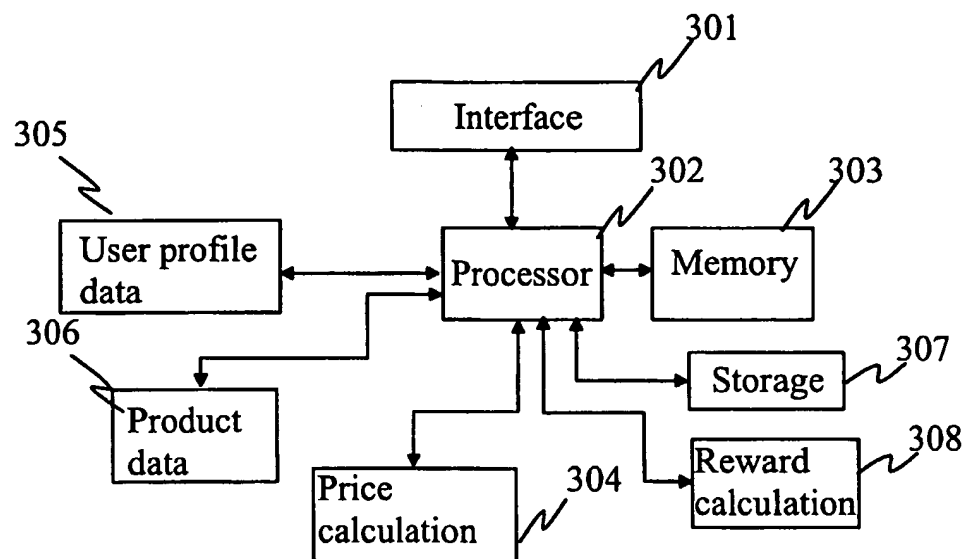 301
Interface
305
302
303
User profile
data
Processor
Memory
306
307
Storage
Product
data
308
Reward
calculation
Price
calculation
304